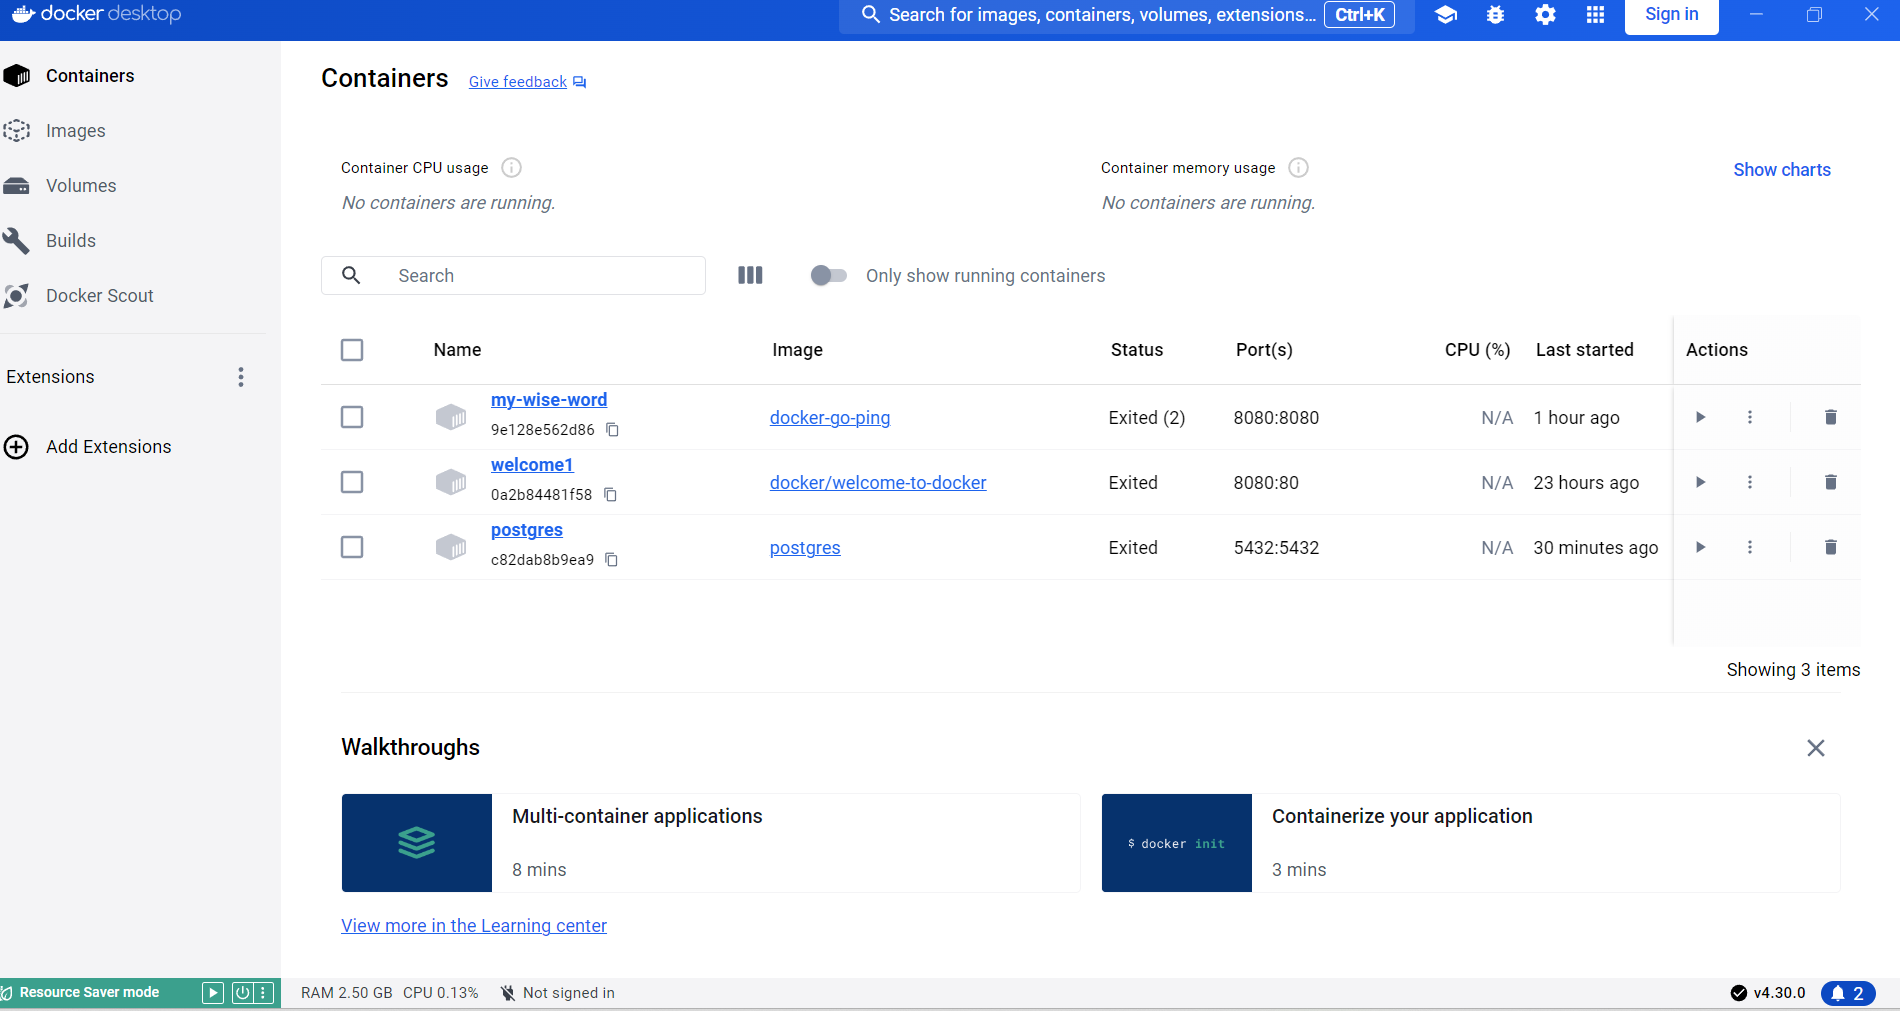 docker desktop
Search for images, containers, volumes, extensions... Ctrl+K
Sign in
Containers
Images
Volumes
Builds
Docker Scout
Extensions
Add Extensions
Containers Give feedback
Container CPU usage
No containers are running.
Container memory usage
No containers are running.
Show charts
Search
Only show running containers
Name Image Status Port(s) CPU (%) Last started Actions
my-wise-word
9e128e562d86
docker-go-ping Exited (2) 8080:8080 N/A 1 hour ago
welcome1
0a2b84481f58
docker/welcome-to-docker Exited 8080:80 N/A 23 hours ago
postgres
c82dab8b9ea9
postgres Exited 5432:5432 N/A 30 minutes ago
Showing 3 items
Walkthroughs
Multi-container applications
8 mins
$ docker init
Containerize your application
3 mins
View more in the Learning center
Resource Saver mode
RAM 2.50 GB CPU 0.13% Not signed in
v4.30.0
2